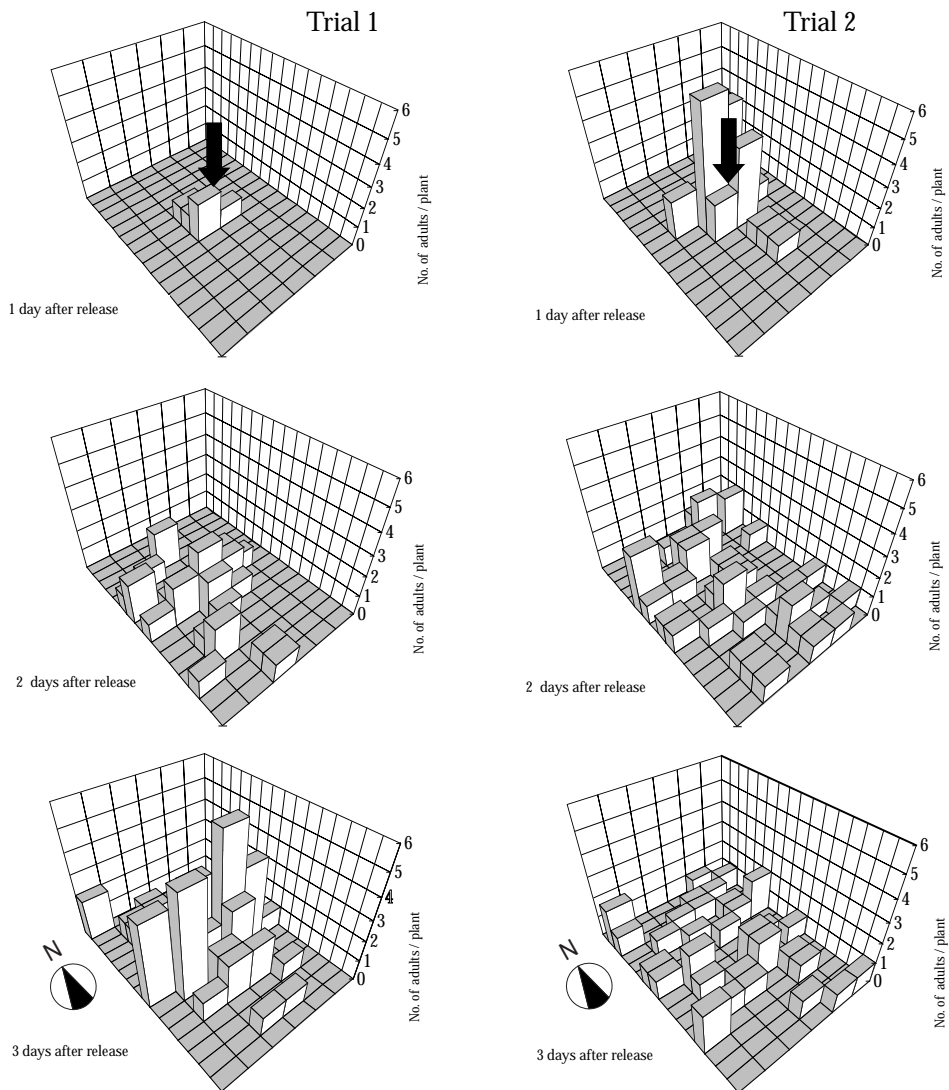 Trial 1
Trial 2
6
5
4
3
2
1
0
No. of adults / plant
1 day after release
6
5
4
3
2
1
0
No. of adults / plant
1 day after release
6
5
4
3
2
1
0
No. of adults / plant
2 days after release
6
5
4
3
2
1
0
No. of adults / plant
2 days after release
6
5
4
3
2
1
0
No. of adults / plant
N
3 days after release
6
5
4
3
2
1
0
No. of adults / plant
N
3 days after release